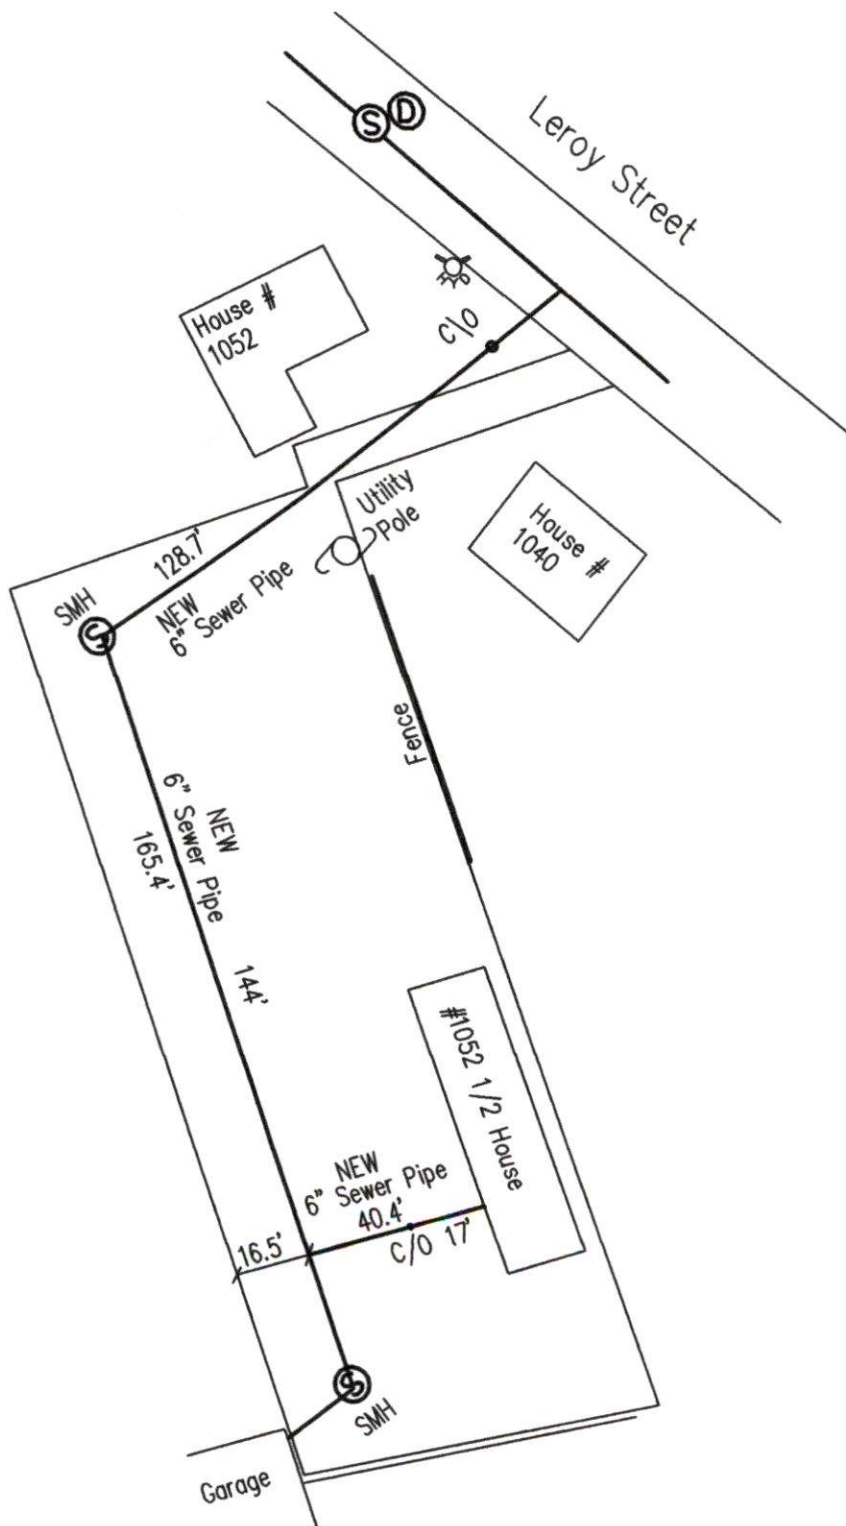 Leroy Street
S
D
HYD
C\O
House #
1052
Utility
Pole
House #
1040
128.7'
NEW
6" Sewer Pipe
SMH
S
Fence
NEW
6" Sewer Pipe
165.4'
144'
#1052 1/2 House
NEW
6" Sewer Pipe
40.4'
16.5'
C/O 17'
S
SMH
Garage